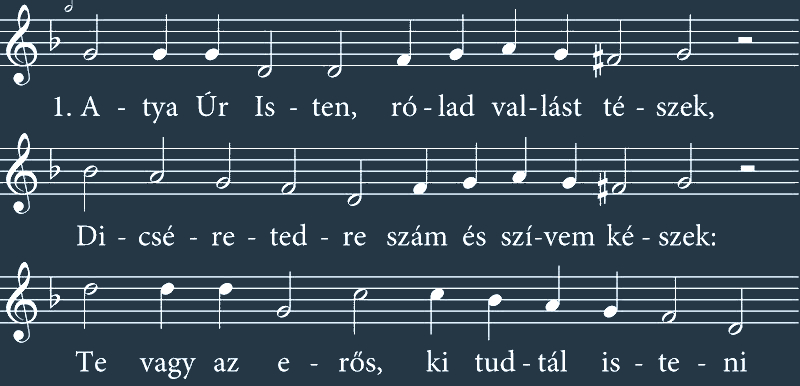 1. A - tya Úr Is - ten, ró - lad val - lást té - szek,
Di - csé - re - ted - re szám és szí - vem ké - szek:
Te vagy az e - rős, ki tud - tál is - te - ni